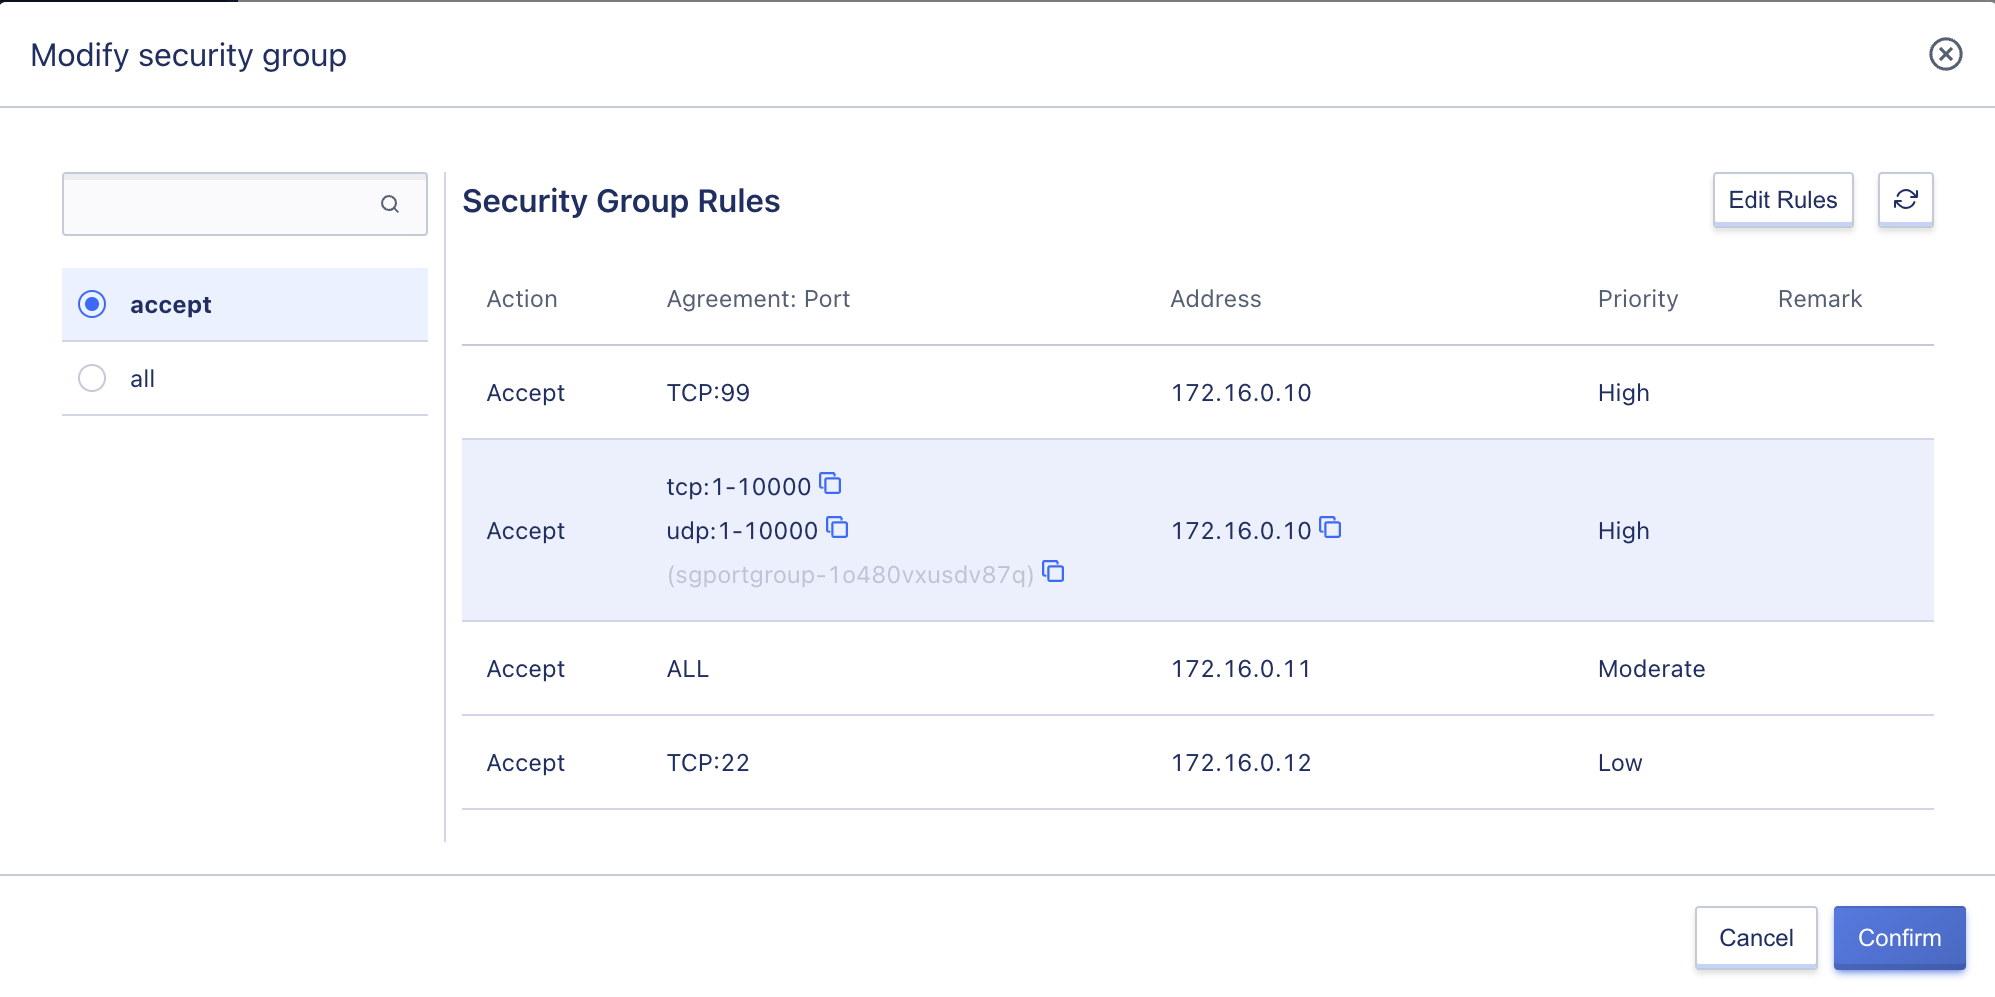 Modify security group
accept
all
Security Group Rules
Edit Rules
Action Agreement: Port Address Priority Remark
Accept TCP:99 172.16.0.10 High
tcp:1-10000
Accept udp:1-10000 172.16.0.10 High
(sgportgroup-1o480vxusdv87q)
Accept ALL 172.16.0.11 Moderate
Accept TCP:22 172.16.0.12 Low
Cancel Confirm